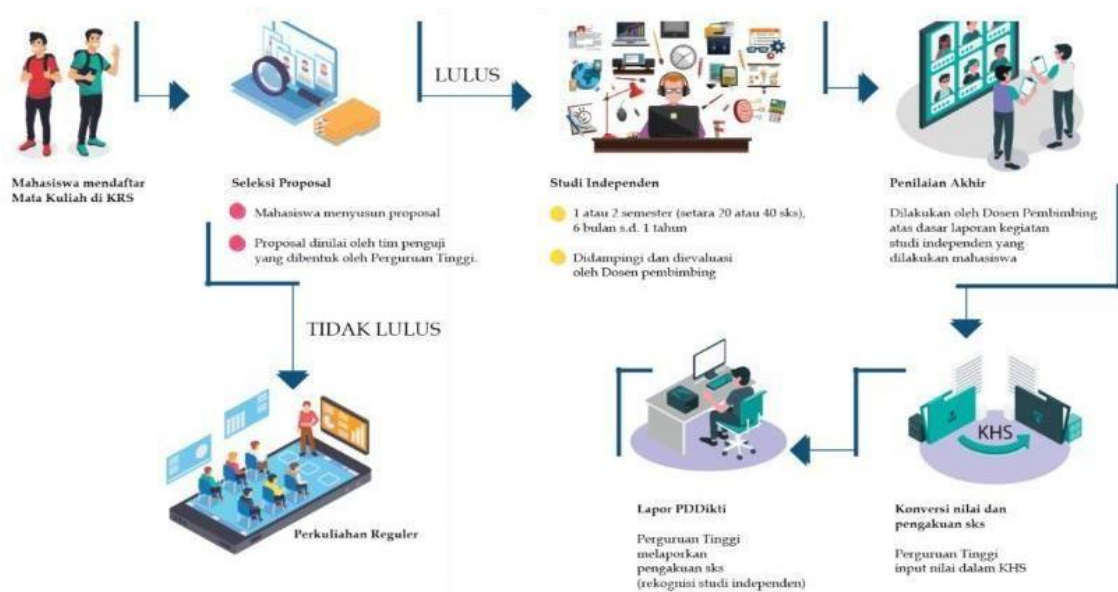 LULUS
Mahasiswa mendaftar
Mata Kuliah di KRS
Seleksi Proposal
Mahasiswa menyusun proposal
Proposal dinilai oleh tim penguji
yang dibentuk oleh Perguruan Tinggi.
Studi Independen
1 atau 2 semester (setara 20 atau 40 sks),
6 bulan s.d. 1 tahun
Didampingi dan dievaluasi
oleh Dosen pembimbing
Penilaian Akhir
Dilakukan oleh Dosen Pembimbing
atas dasar laporan kegiatan
studi independen yang
dilakukan mahasiswa
TIDAK LULUS
Perkuliahan Reguler
KHS
Konversi nilai dan
pengakuan sks
Perguruan Tinggi
input nilai dalam KHS
Lapor PDDikti
Perguruan Tinggi
melaporkan
pengakuan sks
(rekognisi studi independen)